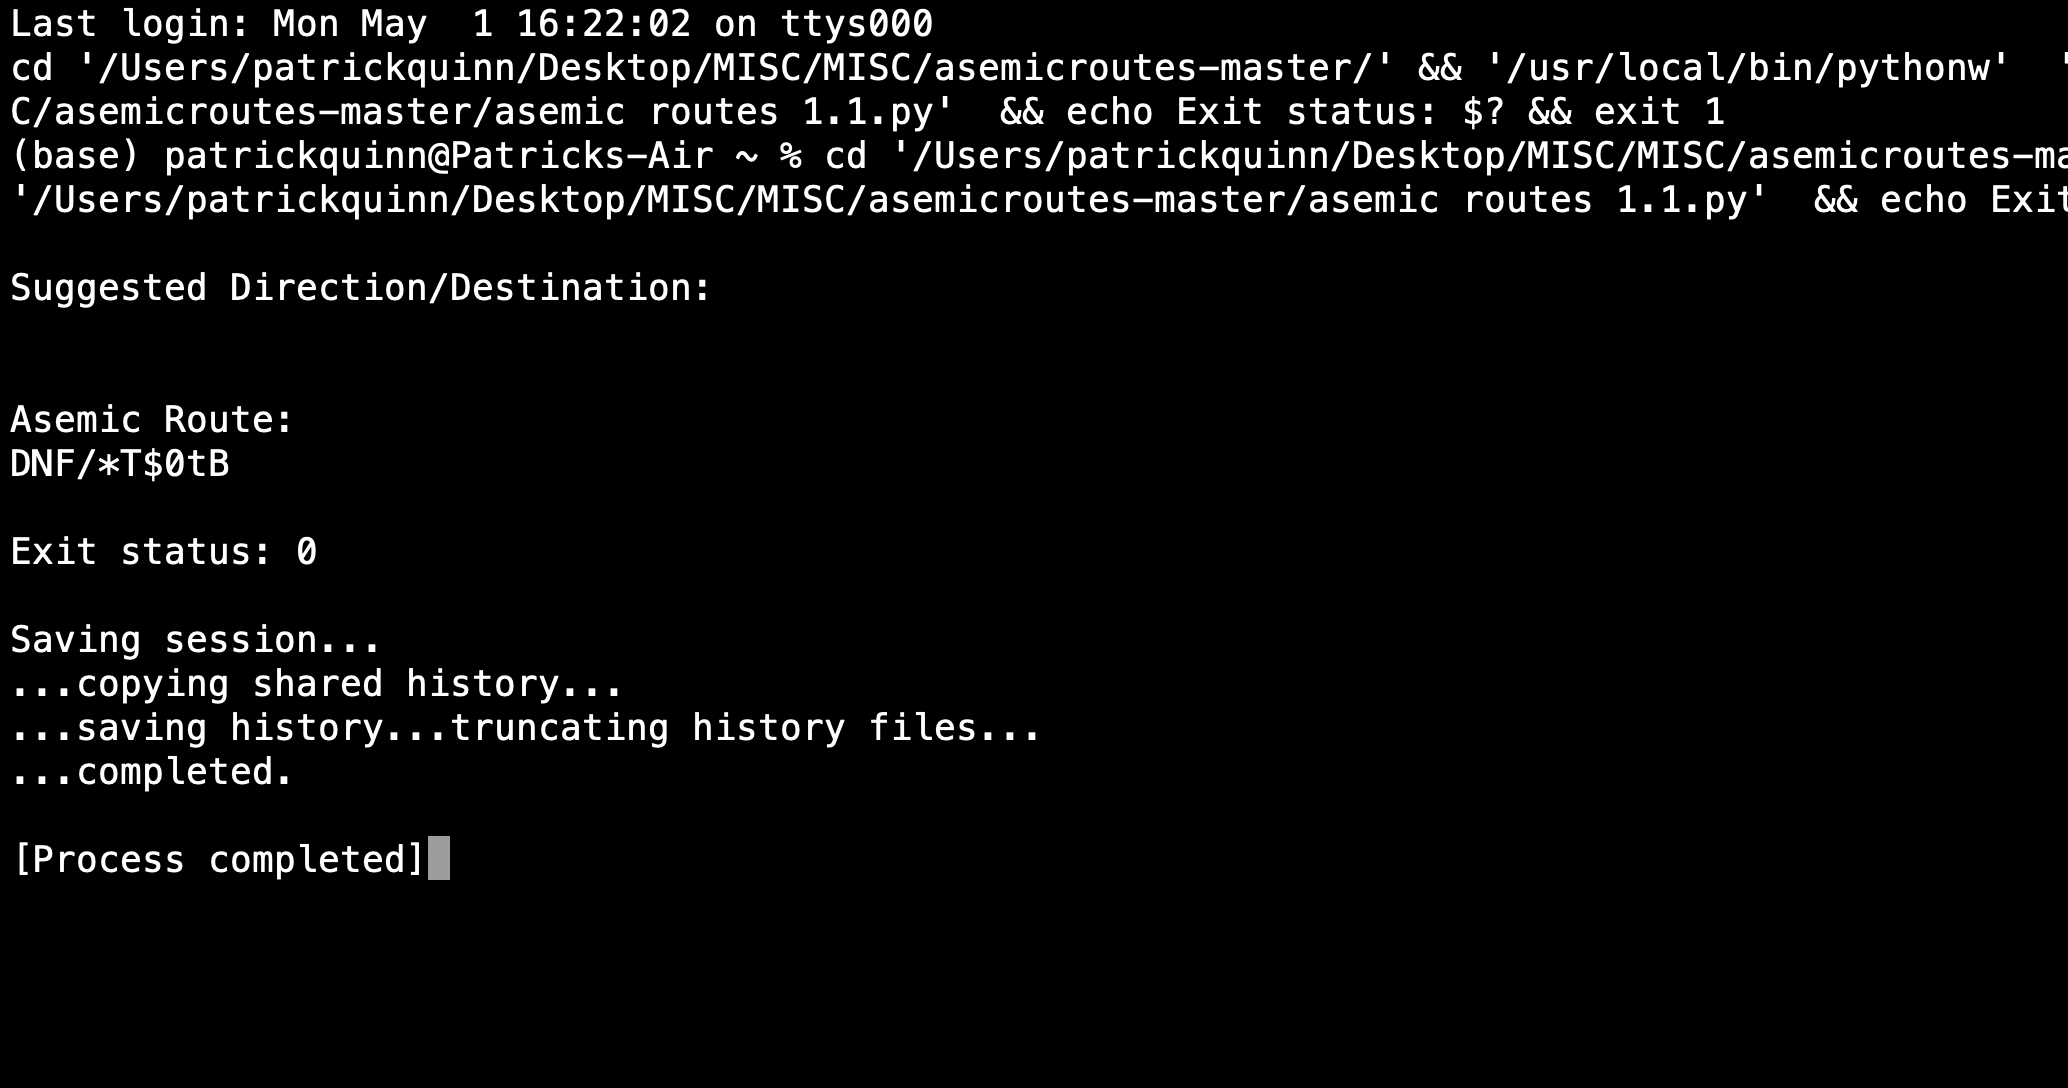 Last login: Mon May  1 16:22:02 on ttys000
cd '/Users/patrickquinn/Desktop/MISC/MISC/asemicroutes-master/' && '/usr/local/bin/pythonw'  '
C/asemicroutes-master/asemic routes 1.1.py'  && echo Exit status: $? && exit 1
(base) patrickquinn@Patricks-Air ~ % cd '/Users/patrickquinn/Desktop/MISC/MISC/asemicroutes-ma
'/Users/patrickquinn/Desktop/MISC/MISC/asemicroutes-master/asemic routes 1.1.py'  && echo Exit
Suggested Direction/Destination:
Asemic Route:
DNF/*T$0tB
Exit status: 0
Saving session...
...copying shared history...
...saving history...truncating history files...
...completed.
[Process completed]